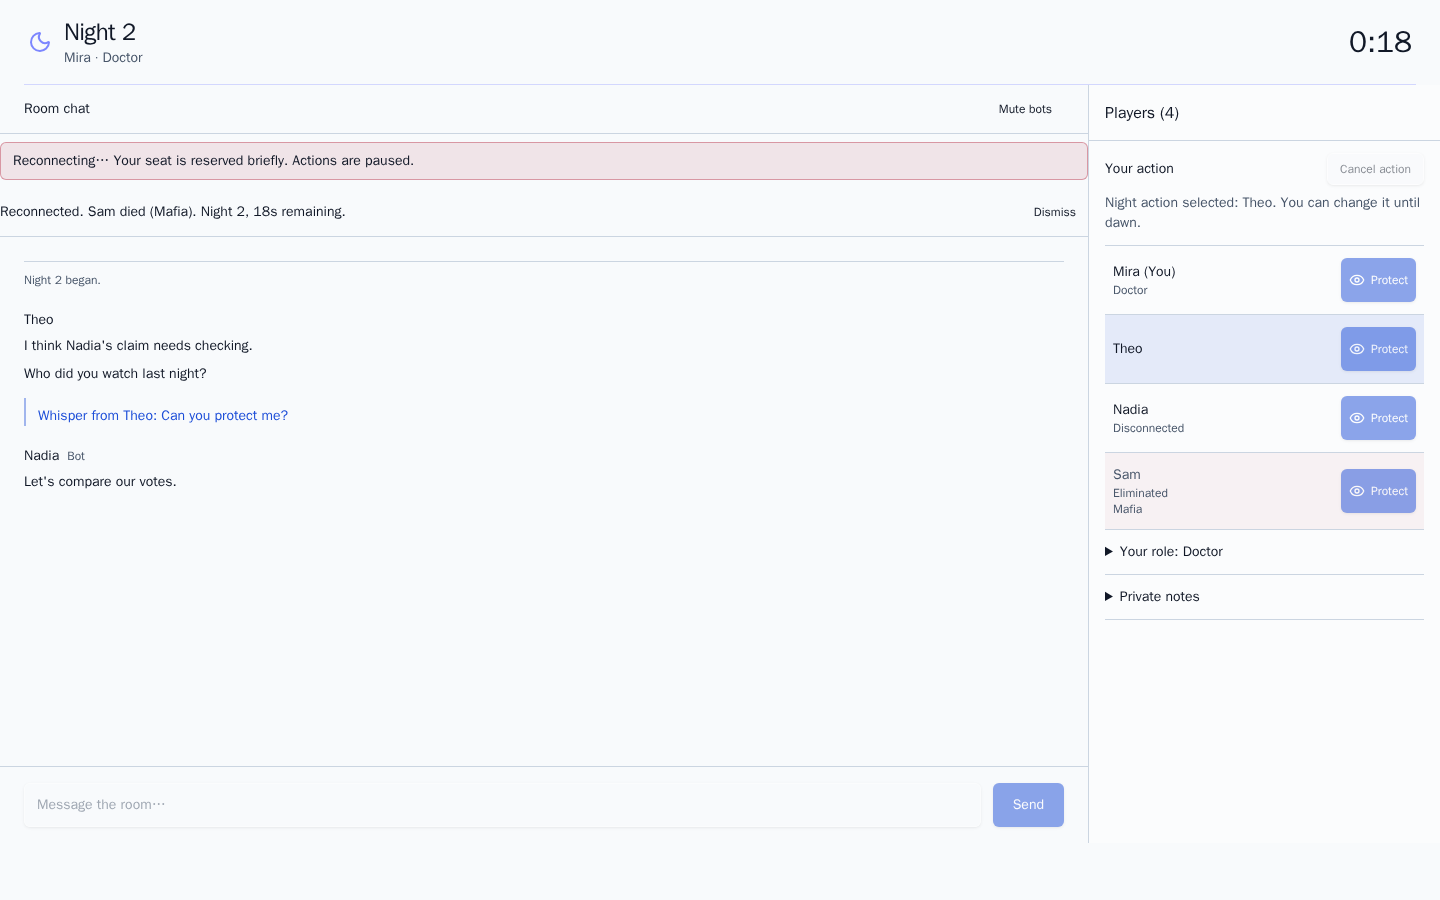 Night 2
Mira · Doctor
0:18
Room chat
Mute bots
Reconnecting… Your seat is reserved briefly. Actions are paused.
Reconnected. Sam died (Mafia). Night 2, 18s remaining.
Dismiss
Night 2 began.
Theo
I think Nadia's claim needs checking.
Who did you watch last night?
Whisper from Theo: Can you protect me?
Nadia Bot
Let's compare our votes.
Message the room…
Send
Players (4)
Your action
Cancel action
Night action selected: Theo. You can change it until
dawn.
Mira (You)
Doctor
Protect
Theo
Protect
Nadia
Disconnected
Protect
Sam
Eliminated
Mafia
Protect
Your role: Doctor
Private notes